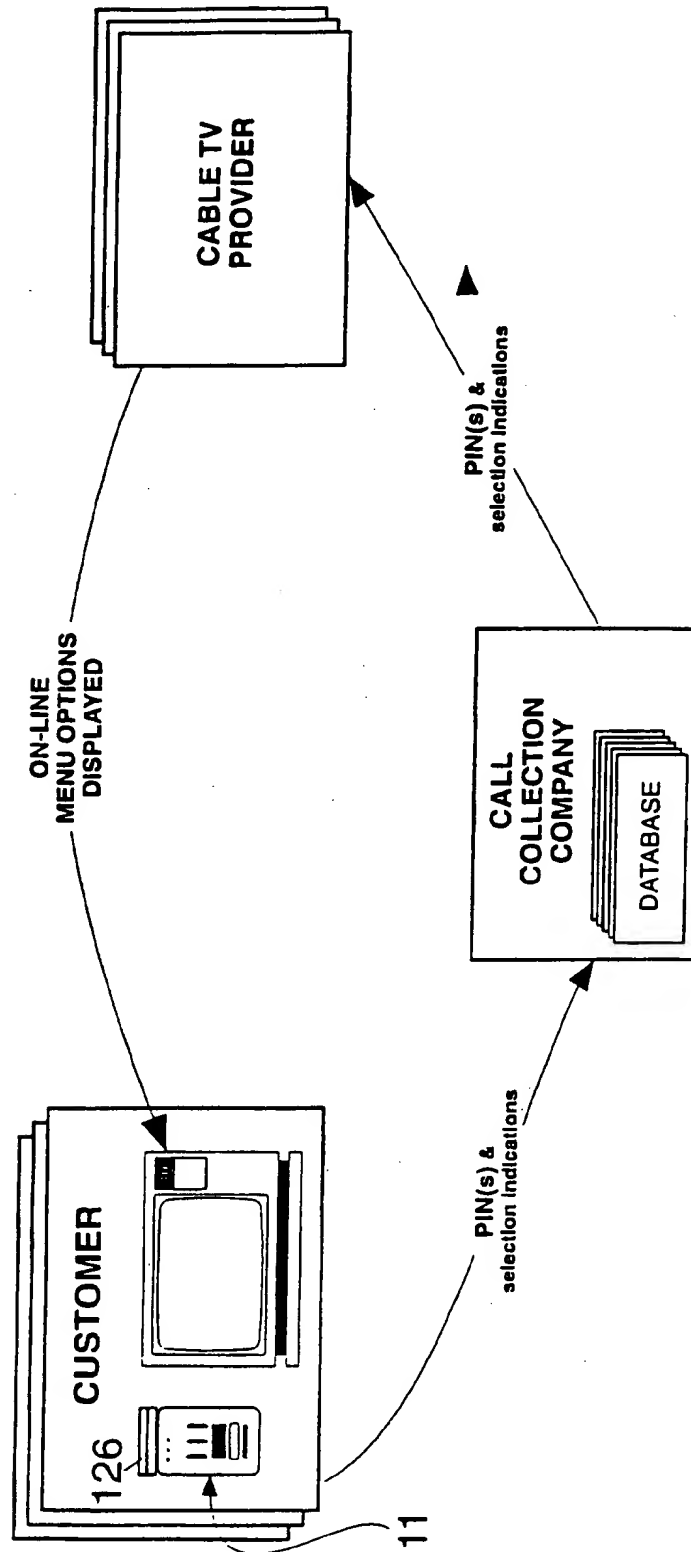 CUSTOMER
126
11
ON-LINE
MENU OPTIONS
DISPLAYED
CABLE TV
PROVIDER
PIN(s) &
selection indications
CALL
COLLECTION
COMPANY
DATABASE
PIN(s) &
selection indications